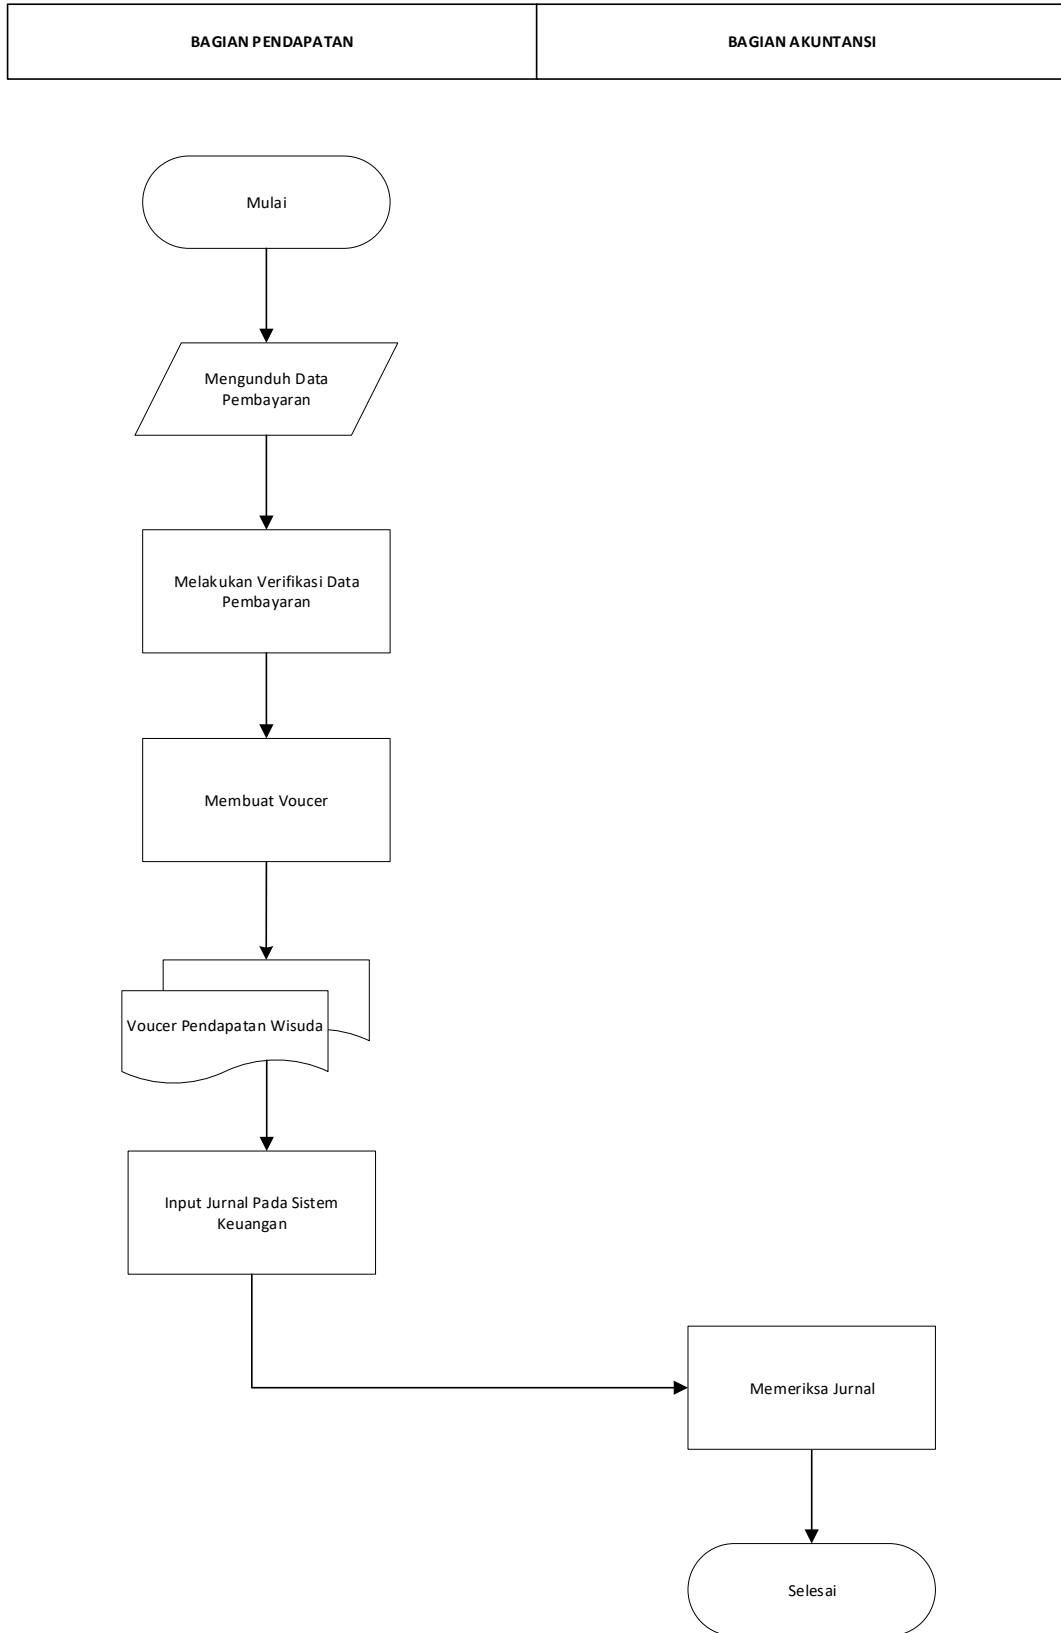 BAGIAN PENDAPATAN
BAGIAN AKUNTANSI
Mulai
Mengunduh Data
Pembayaran
Melakukan Verifikasi Data
Pembayaran
Membuat Voucer
Voucer Pendapatan Wisuda
Input Jurnal Pada Sistem
Keuangan
Memeriksa Jurnal
Selesai